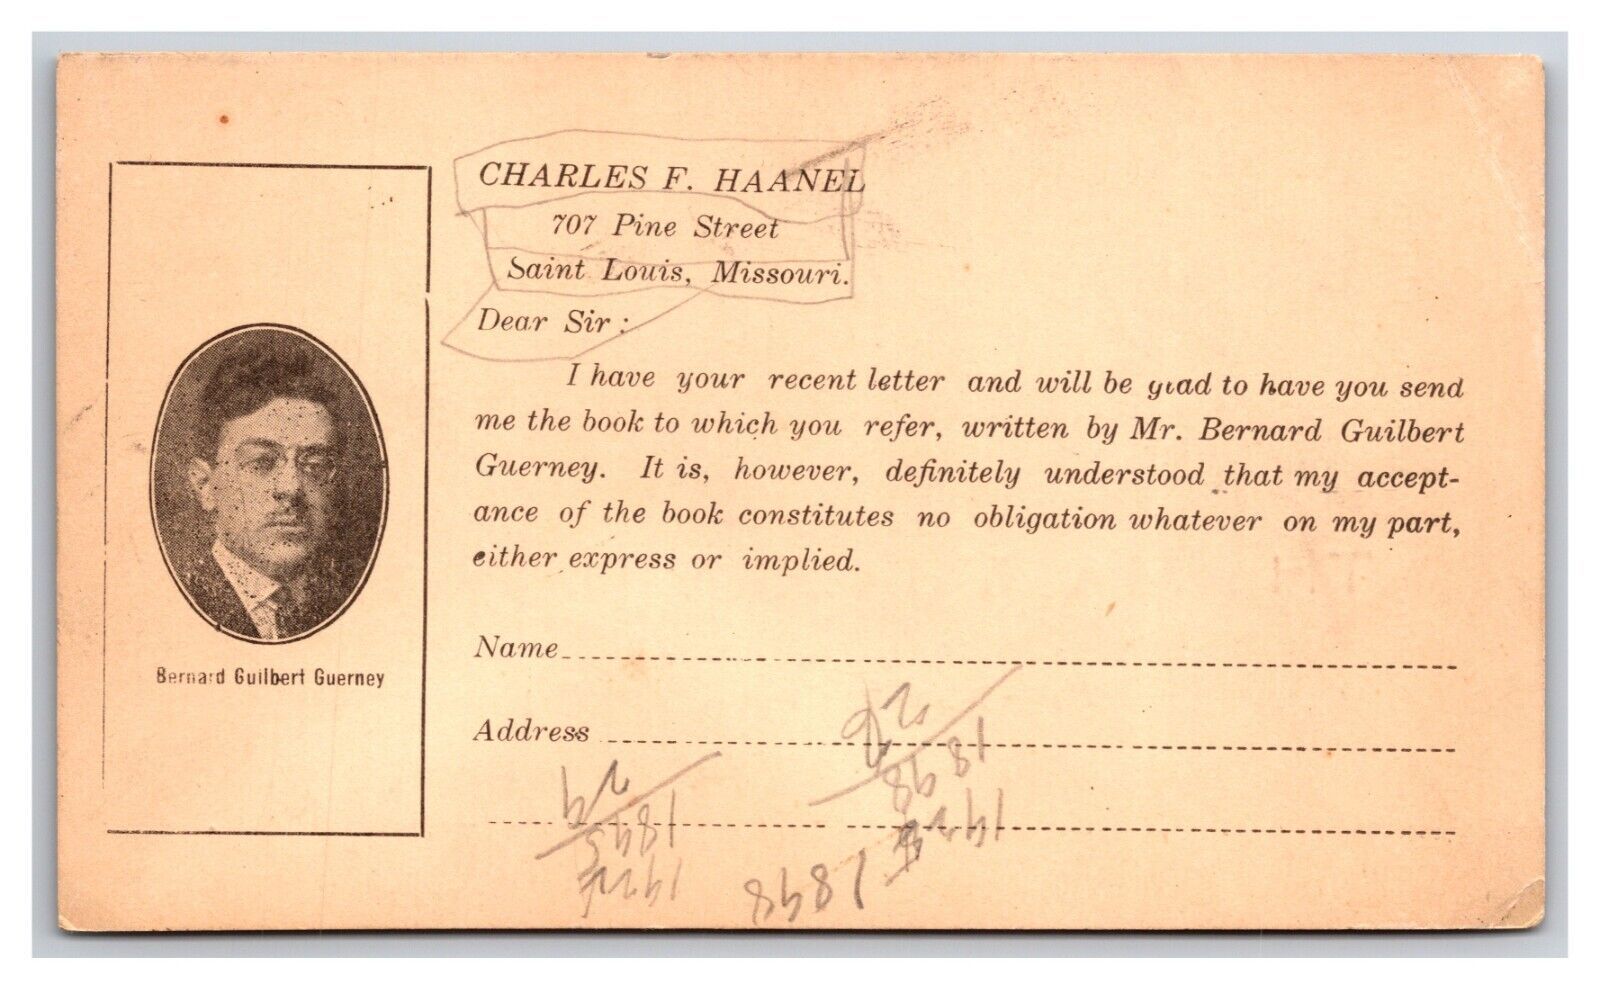 CHARLES F. HAANEL
707 Pine Street
Saint Louis, Missouri.
Dear Sir:
I have your recent letter and will be glad to have you send
me the book to which you refer, written by Mr. Bernard Guilbert
Guerney. It is, however, definitely understood that my accept-
ance of the book constitutes no obligation whatever on my part,
either express or implied.
Name
Address
Bernard Guilbert Guerney
1848